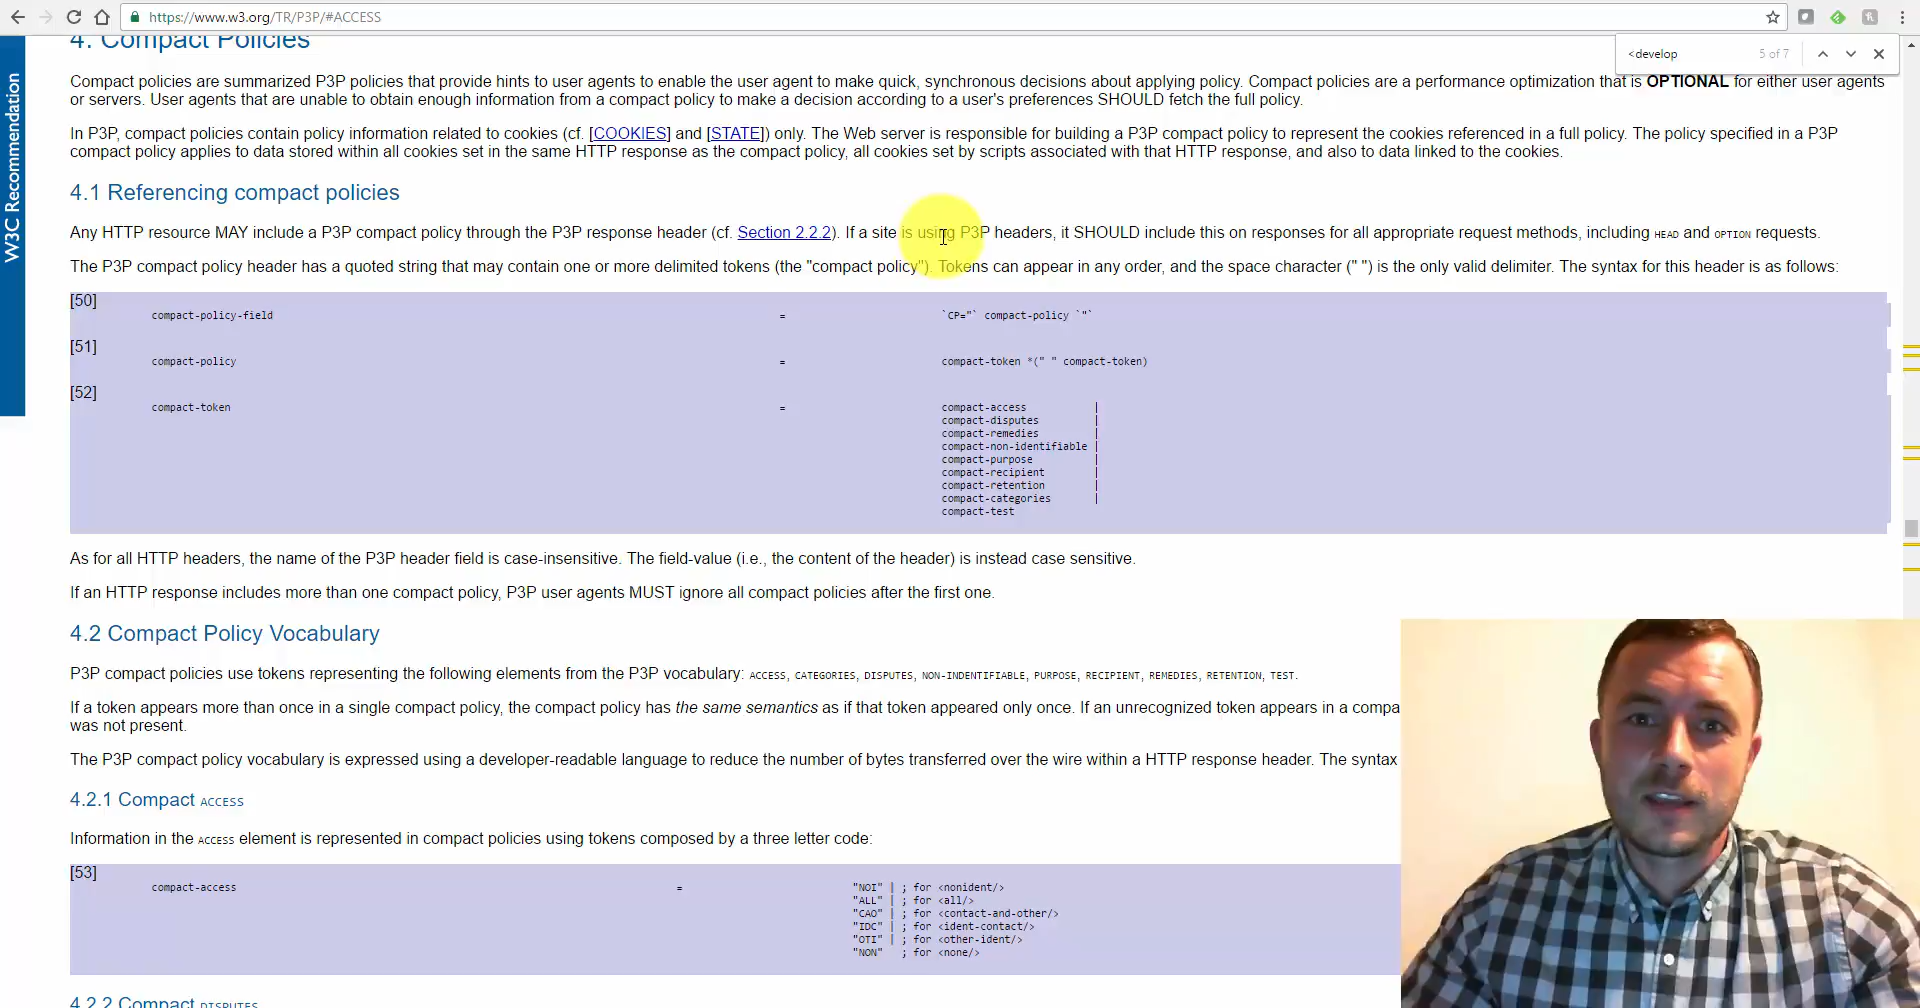 https://www.w3.org/TR/P3P/#ACCESS
<develop 5 of 7
W3C Recommendation
4. Compact Policies
Compact policies are summarized P3P policies that provide hints to user agents to enable the user agent to make quick, synchronous decisions about applying policy. Compact policies are a performance optimization that is OPTIONAL for either user agents
or servers. User agents that are unable to obtain enough information from a compact policy to make a decision according to a user's preferences SHOULD fetch the full policy.
In P3P, compact policies contain policy information related to cookies (cf. [COOKIES] and [STATE]) only. The Web server is responsible for building a P3P compact policy to represent the cookies referenced in a full policy. The policy specified in a P3P
compact policy applies to data stored within all cookies set in the same HTTP response as the compact policy, all cookies set by scripts associated with that HTTP response, and also to data linked to the cookies.
4.1 Referencing compact policies
Any HTTP resource MAY include a P3P compact policy through the P3P response header (cf. Section 2.2.2). If a site is using P3P headers, it SHOULD include this on responses for all appropriate request methods, including HEAD and OPTION requests.
The P3P compact policy header has a quoted string that may contain one or more delimited tokens (the "compact policy"). Tokens can appear in any order, and the space character (" ") is the only valid delimiter. The syntax for this header is as follows:
[50]
compact-policy-field = `CP="` compact-policy `"`
[51]
compact-policy = compact-token *(" " compact-token)
[52]
compact-token = compact-access |
compact-disputes |
compact-remedies |
compact-non-identifiable |
compact-purpose |
compact-recipient |
compact-retention |
compact-categories |
compact-test
As for all HTTP headers, the name of the P3P header field is case-insensitive. The field-value (i.e., the content of the header) is instead case sensitive.
If an HTTP response includes more than one compact policy, P3P user agents MUST ignore all compact policies after the first one.
4.2 Compact Policy Vocabulary
P3P compact policies use tokens representing the following elements from the P3P vocabulary: ACCESS, CATEGORIES, DISPUTES, NON-INDENTIFIABLE, PURPOSE, RECIPIENT, REMEDIES, RETENTION, TEST.
If a token appears more than once in a single compact policy, the compact policy has the same semantics as if that token appeared only once. If an unrecognized token appears in a compa
was not present.
The P3P compact policy vocabulary is expressed using a developer-readable language to reduce the number of bytes transferred over the wire within a HTTP response header. The syntax
4.2.1 Compact ACCESS
Information in the ACCESS element is represented in compact policies using tokens composed by a three letter code:
[53]
compact-access = "NOI" | ; for <nonident/>
"ALL" | ; for <all/>
"CAO" | ; for <contact-and-other/>
"IDC" | ; for <ident-contact/>
"OTI" | ; for <other-ident/>
"NON" ; for <none/>
4.2.2 Compact DISPUTES